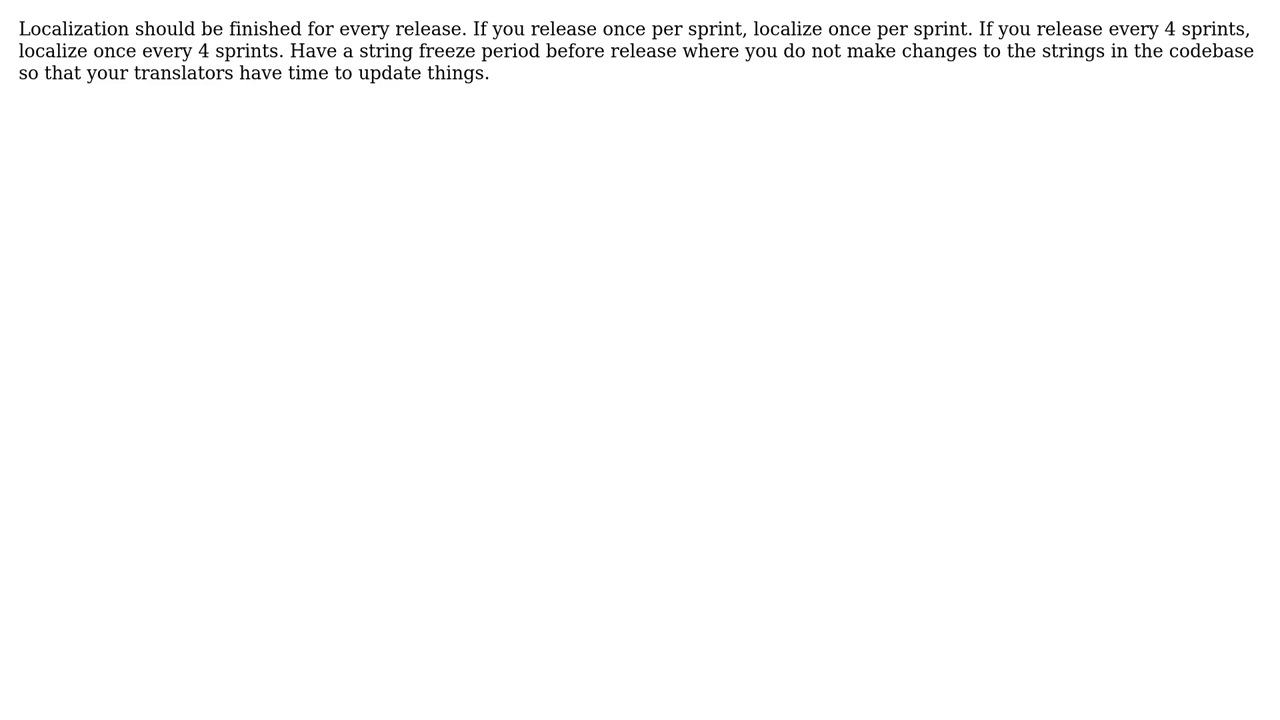 Localization should be finished for every release. If you release once per sprint, localize once per sprint. If you release every 4 sprints,
localize once every 4 sprints. Have a string freeze period before release where you do not make changes to the strings in the codebase
so that your translators have time to update things.